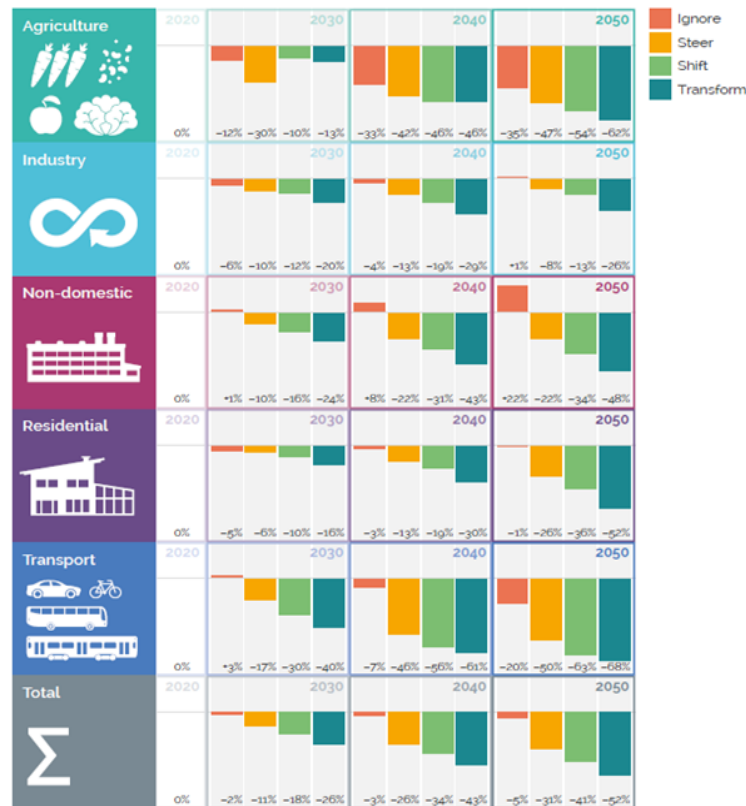 Ignore
Steer
Shift
Transform
Agriculture
2020 2030 2040 2050
0% -12% -30% -10% -13% -33% -42% -46% -46% -35% -47% -54% -62%
Industry
2020 2030 2040 2050
0% -6% -10% -12% -20% -4% -13% -19% -29% +1% -8% -13% -26%
Non-domestic
2020 2030 2040 2050
0% +1% -10% -16% -24% +8% -22% -31% -43% +22% -22% -34% -48%
Residential
2020 2030 2040 2050
0% -5% -6% -10% -16% -3% -13% -19% -30% -1% -26% -36% -52%
Transport
2020 2030 2040 2050
0% +3% -17% -30% -40% -7% -46% -56% -61% -20% -50% -63% -68%
Total
2020 2030 2040 2050
Σ
0% -2% -11% -18% -26% -3% -26% -34% -43% -5% -31% -41% -52%